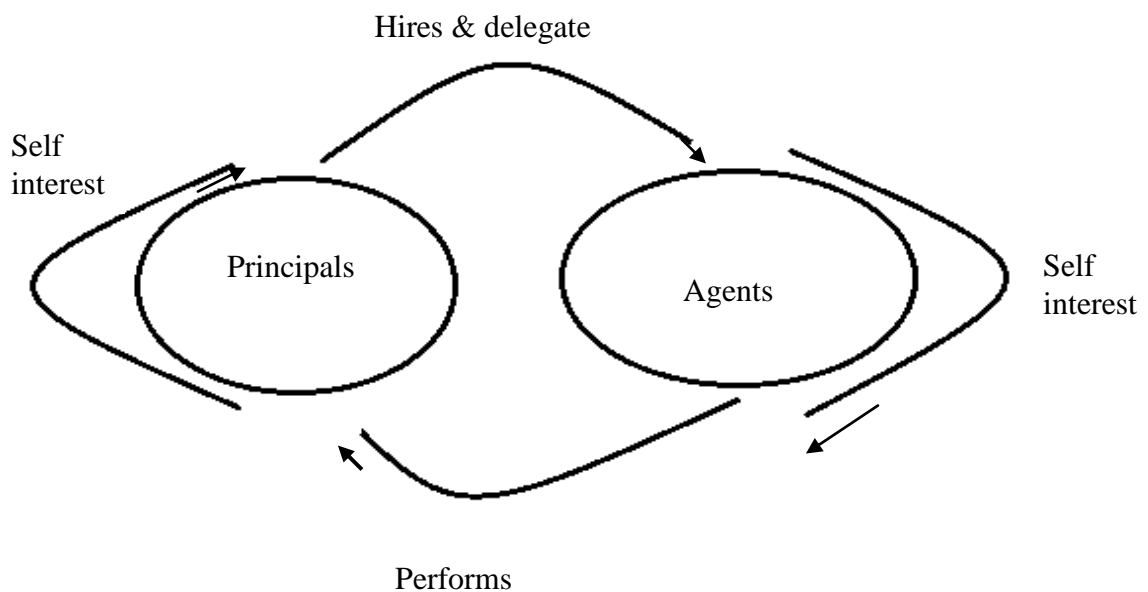 Hires & delegate
Self
interest
Principals
Agents
Self
interest
Performs